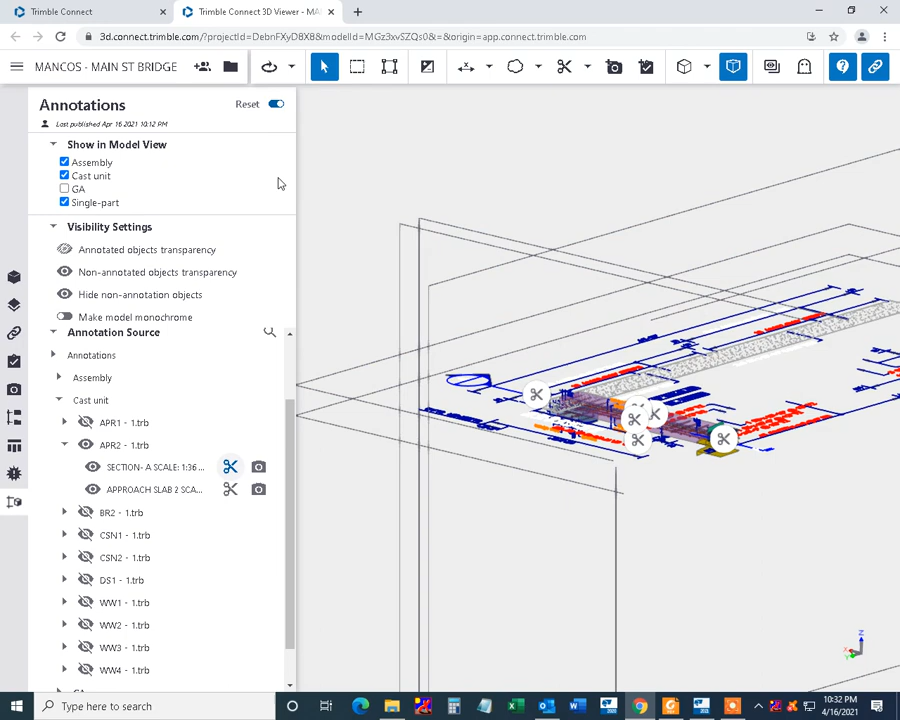 Trimble Connect
Trimble Connect 3D Viewer - MA
3d.connect.trimble.com/?projectId=DebnFXyD8X8&modelId=MGz3xvSZQs0&=&origin=app.connect.trimble.com
MANCOS - MAIN ST BRIDGE
Annotations
Reset
Last published Apr 16 2021 10:12 PM
Show in Model View
Assembly
Cast unit
GA
Single-part
Visibility Settings
Annotated objects transparency
Non-annotated objects transparency
Hide non-annotation objects
Make model monochrome
Annotation Source
Annotations
Assembly
Cast unit
APR1 - 1.trb
APR2 - 1.trb
SECTION- A SCALE: 1:36 ...
APPROACH SLAB 2 SCA...
BR2 - 1.trb
CSN1 - 1.trb
CSN2 - 1.trb
DS1 - 1.trb
WW1 - 1.trb
WW2 - 1.trb
WW3 - 1.trb
WW4 - 1.trb
Z
Type here to search
10:32 PM
4/16/2021